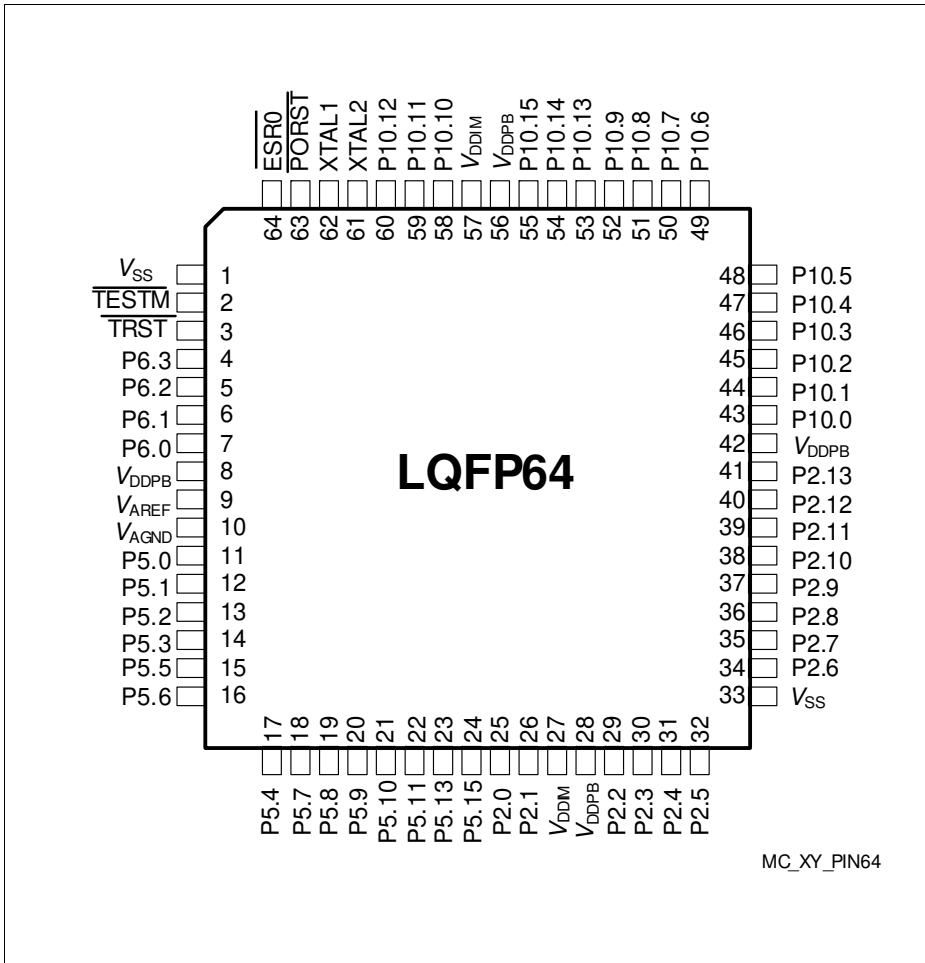 ESR0
PORST
XTAL1
XTAL2
P10.12
P10.11
P10.10
VDDIM
VDDPB
P10.15
P10.14
P10.13
P10.9
P10.8
P10.7
P10.6
64
63
62
61
60
59
58
57
56
55
54
53
52
51
50
49
VSS 1
TESTM 2
TRST 3
P6.3 4
P6.2 5
P6.1 6
P6.0 7
VDDPB 8
VAREF 9
VAGND 10
P5.0 11
P5.1 12
P5.2 13
P5.3 14
P5.5 15
P5.6 16
LQFP64
48 P10.5
47 P10.4
46 P10.3
45 P10.2
44 P10.1
43 P10.0
42 VDDPB
41 P2.13
40 P2.12
39 P2.11
38 P2.10
37 P2.9
36 P2.8
35 P2.7
34 P2.6
33 VSS
17
18
19
20
21
22
23
24
25
26
27
28
29
30
31
32
P5.4
P5.7
P5.8
P5.9
P5.10
P5.11
P5.13
P5.15
P2.0
P2.1
VDDIM
VDDPB
P2.2
P2.3
P2.4
P2.5
MC_XY_PIN64